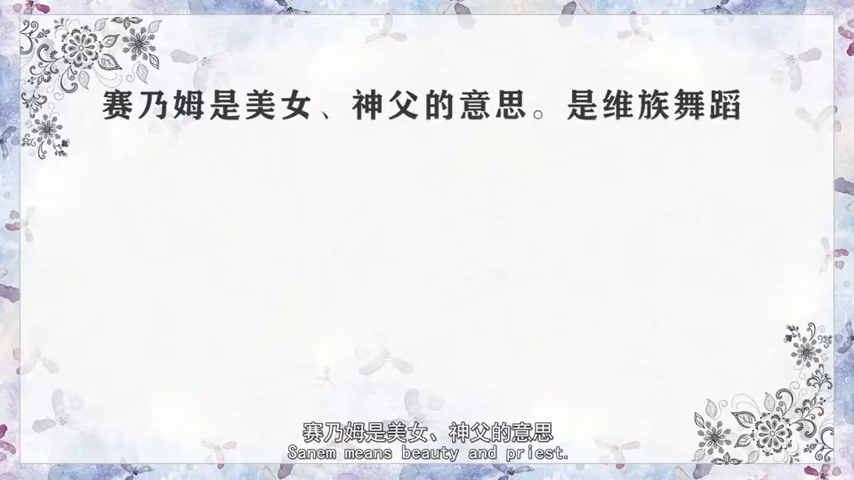 赛乃姆是美女、神父的意思。是维族舞蹈
赛乃姆是美女、神父的意思
Sanem means beauty and priest.